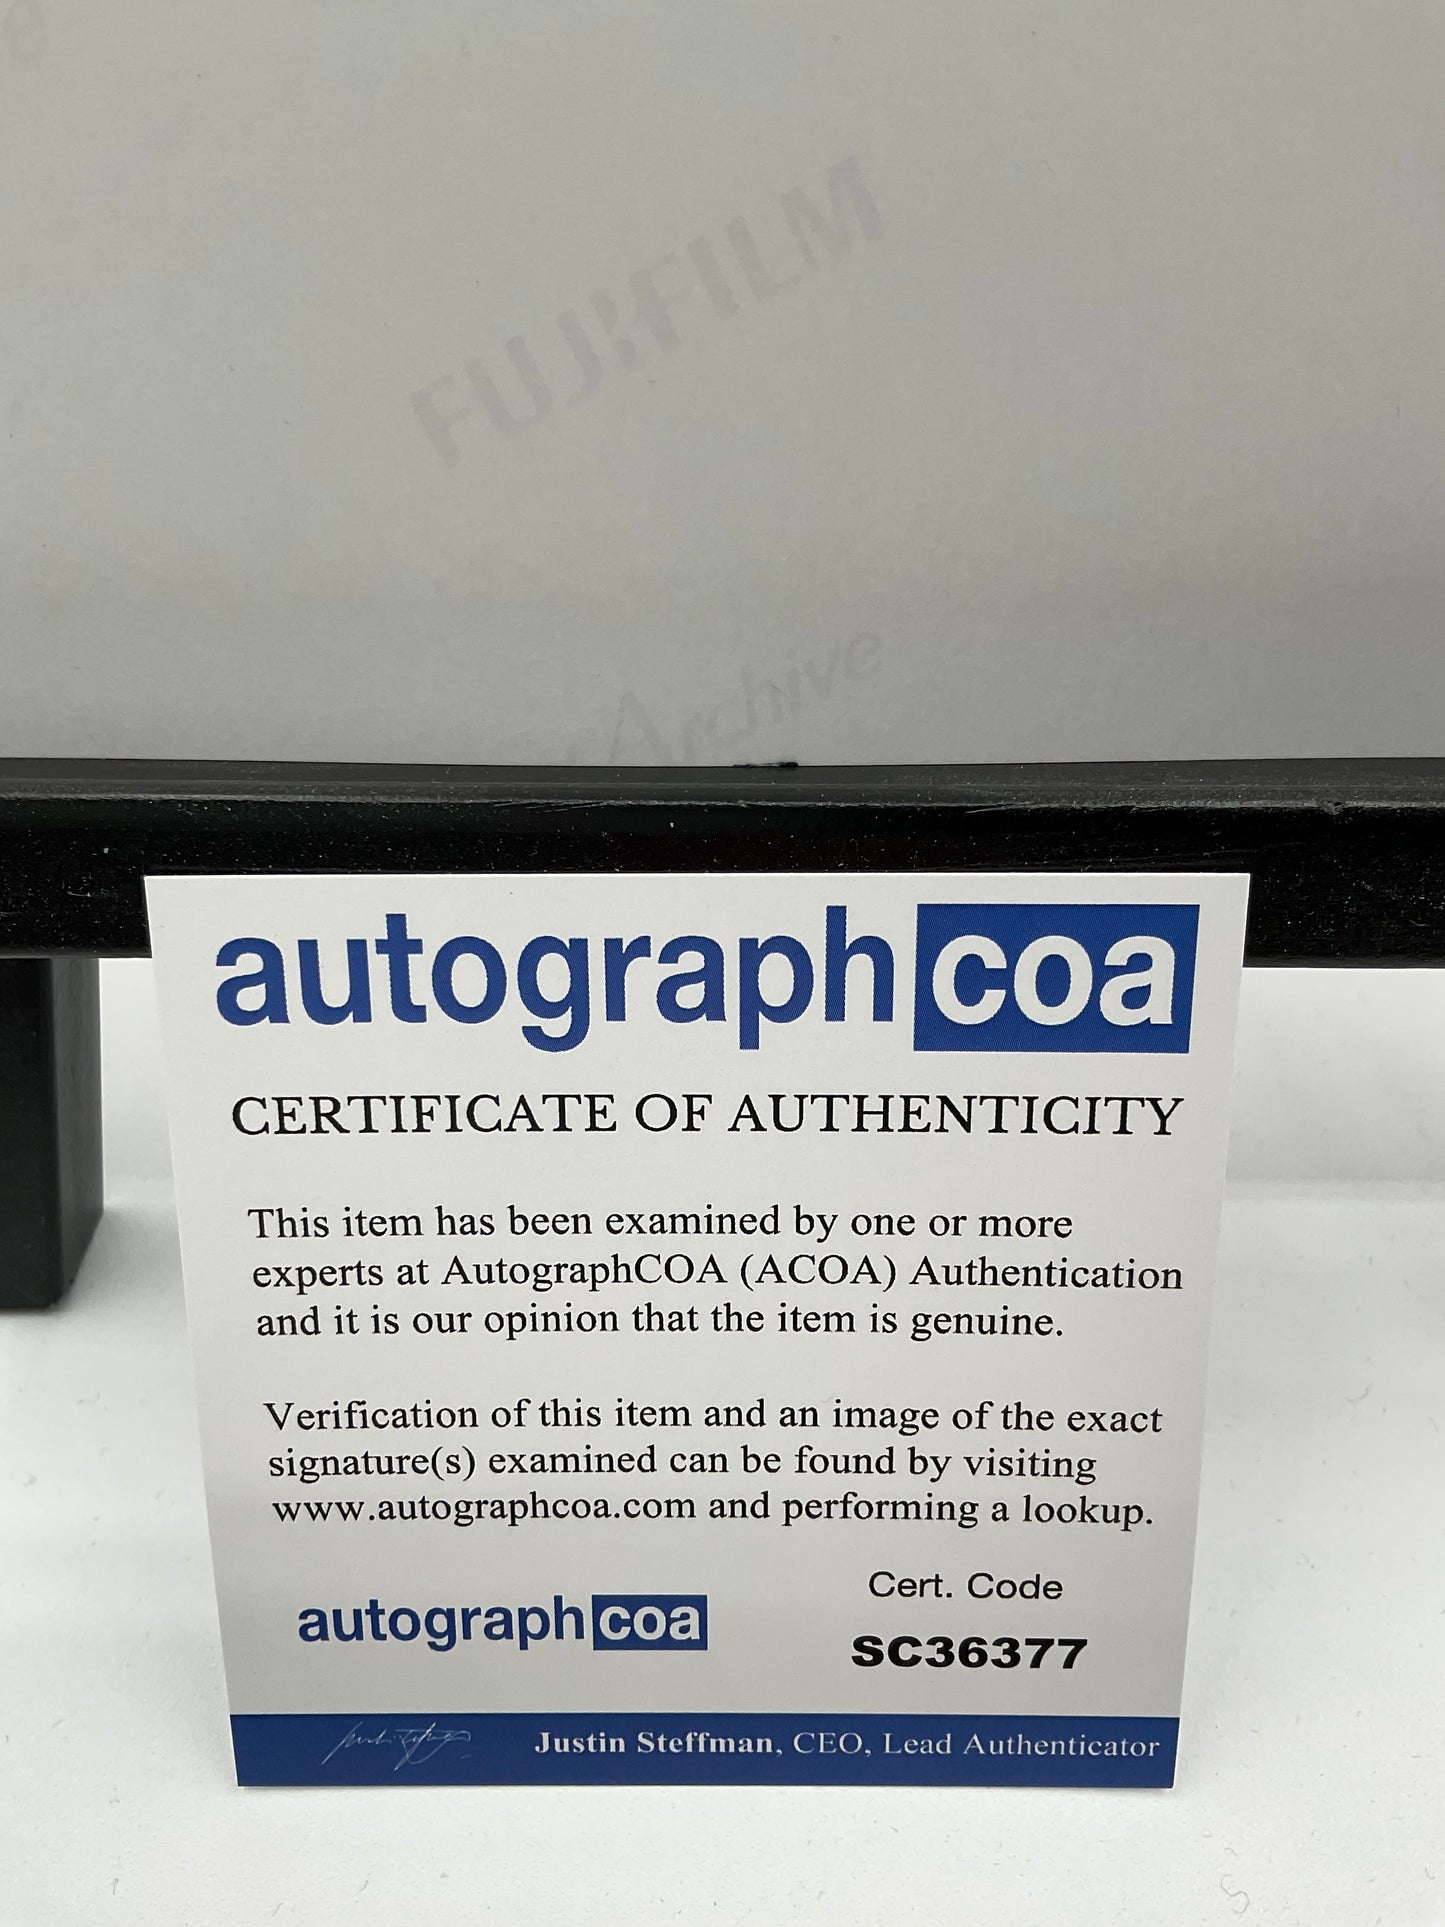 FUJIFILM
Archive
autograph coa
CERTIFICATE OF AUTHENTICITY
This item has been examined by one or more
experts at AutographCOA (ACOA) Authentication
and it is our opinion that the item is genuine.
Verification of this item and an image of the exact
signature(s) examined can be found by visiting
www.autographcoa.com and performing a lookup.
Cert. Code
autograph coa
SC36377
Justin Steffman, CEO, Lead Authenticator